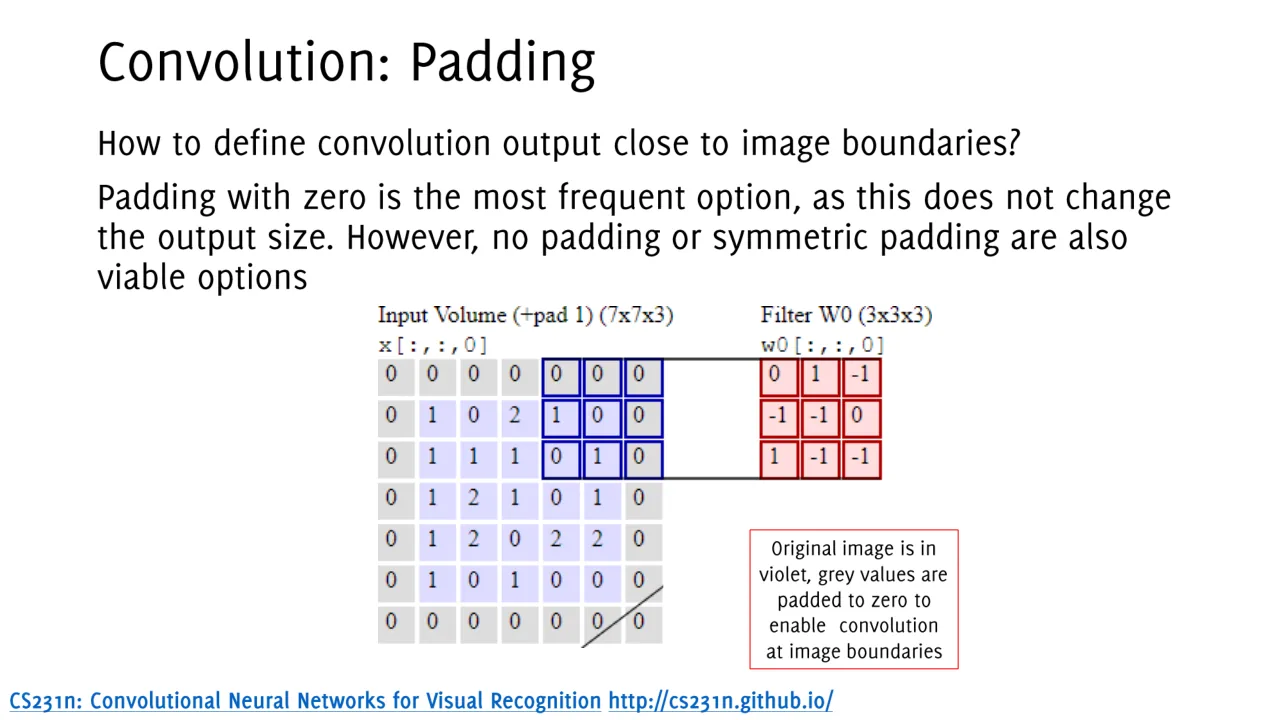 Convolution: Padding
How to define convolution output close to image boundaries?
Padding with zero is the most frequent option, as this does not change
the output size. However, no padding or symmetric padding are also
viable options
Input Volume (+pad 1) (7x7x3)
x[:,:,0]
0 0 0 0 0 0 0
0 1 0 2 1 0 0
0 1 1 1 0 1 0
0 1 2 1 0 1 0
0 1 2 0 2 2 0
0 1 0 1 0 0 0
0 0 0 0 0 0 0
Filter W0 (3x3x3)
w0[:,:,0]
0 1 -1
-1 -1 0
1 -1 -1
Original image is in
violet, grey values are
padded to zero to
enable convolution
at image boundaries
CS231n: Convolutional Neural Networks for Visual Recognition http://cs231n.github.io/